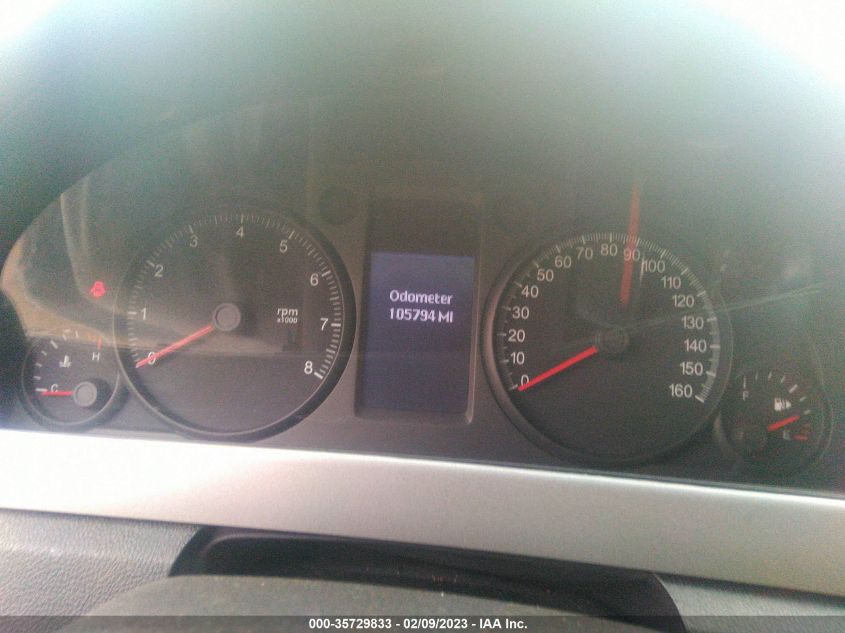 Odometer
105794 MI
0 1 2 3 4 5 6 7 8
rpm
x1000
0 10 20 30 40 50 60 70 80 90 100 110 120 130 140 150 160
C H
F E
000-35729833 - 02/09/2023 - IAA Inc.